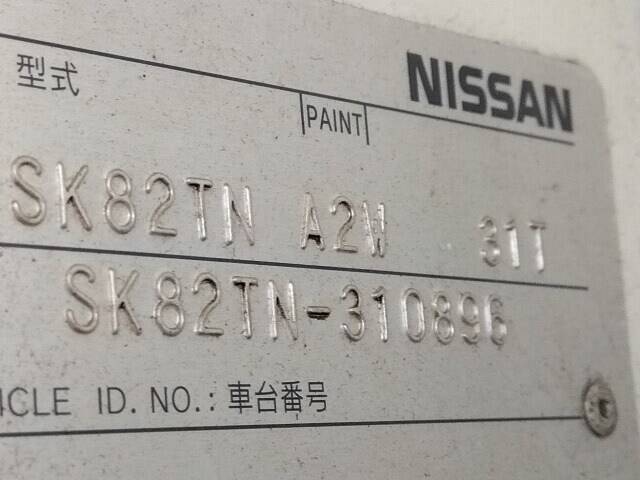 型式
NISSAN
PAINT
SK82TN A2W 31T
SK82TN-310896
ICLE ID. NO.: 車台番号